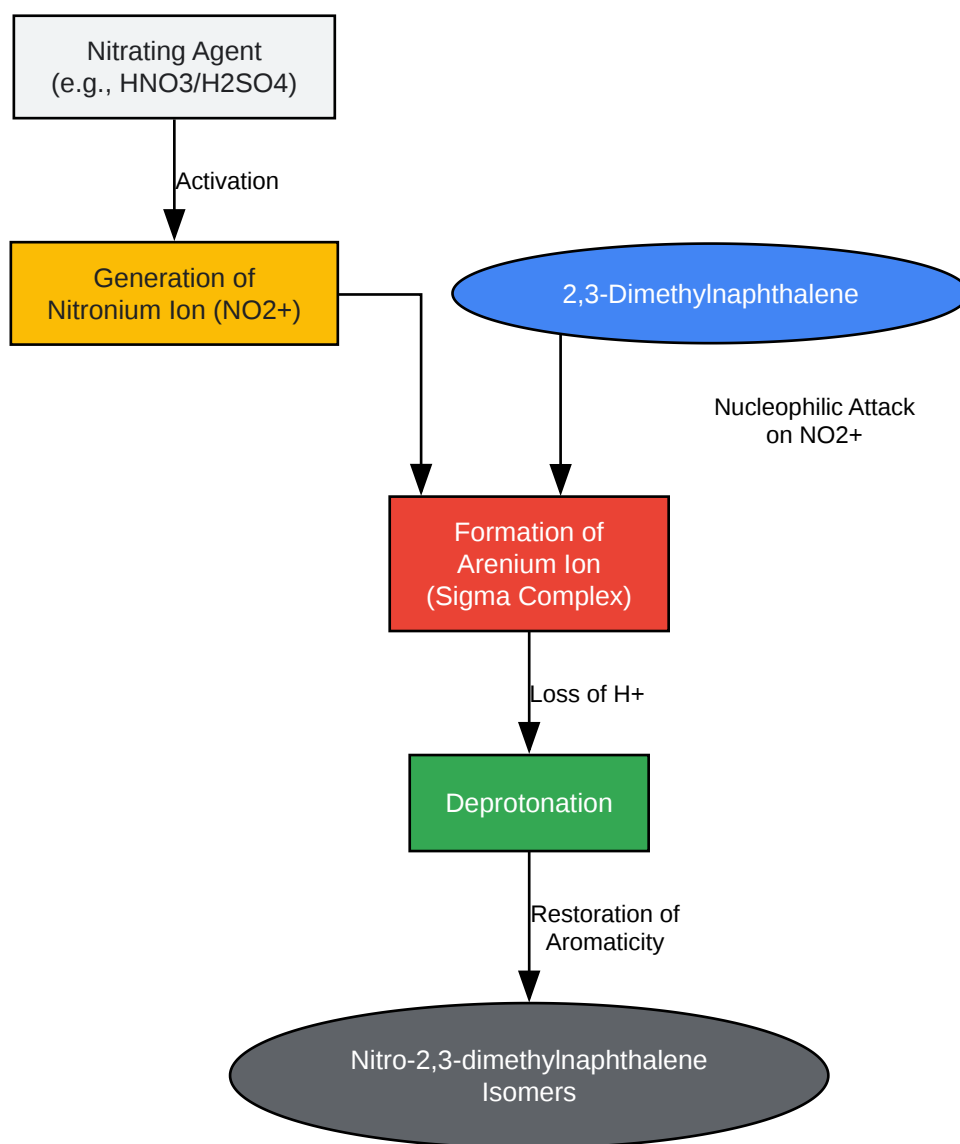 Nitrating Agent
(e.g., HNO3/H2SO4)
Activation
Generation of
Nitronium Ion (NO2+)
2,3-Dimethylnaphthalene
Nucleophilic Attack
on NO2+
Formation of
Arenium Ion
(Sigma Complex)
Loss of H+
Deprotonation
Restoration of
Aromaticity
Nitro-2,3-dimethylnaphthalene
Isomers